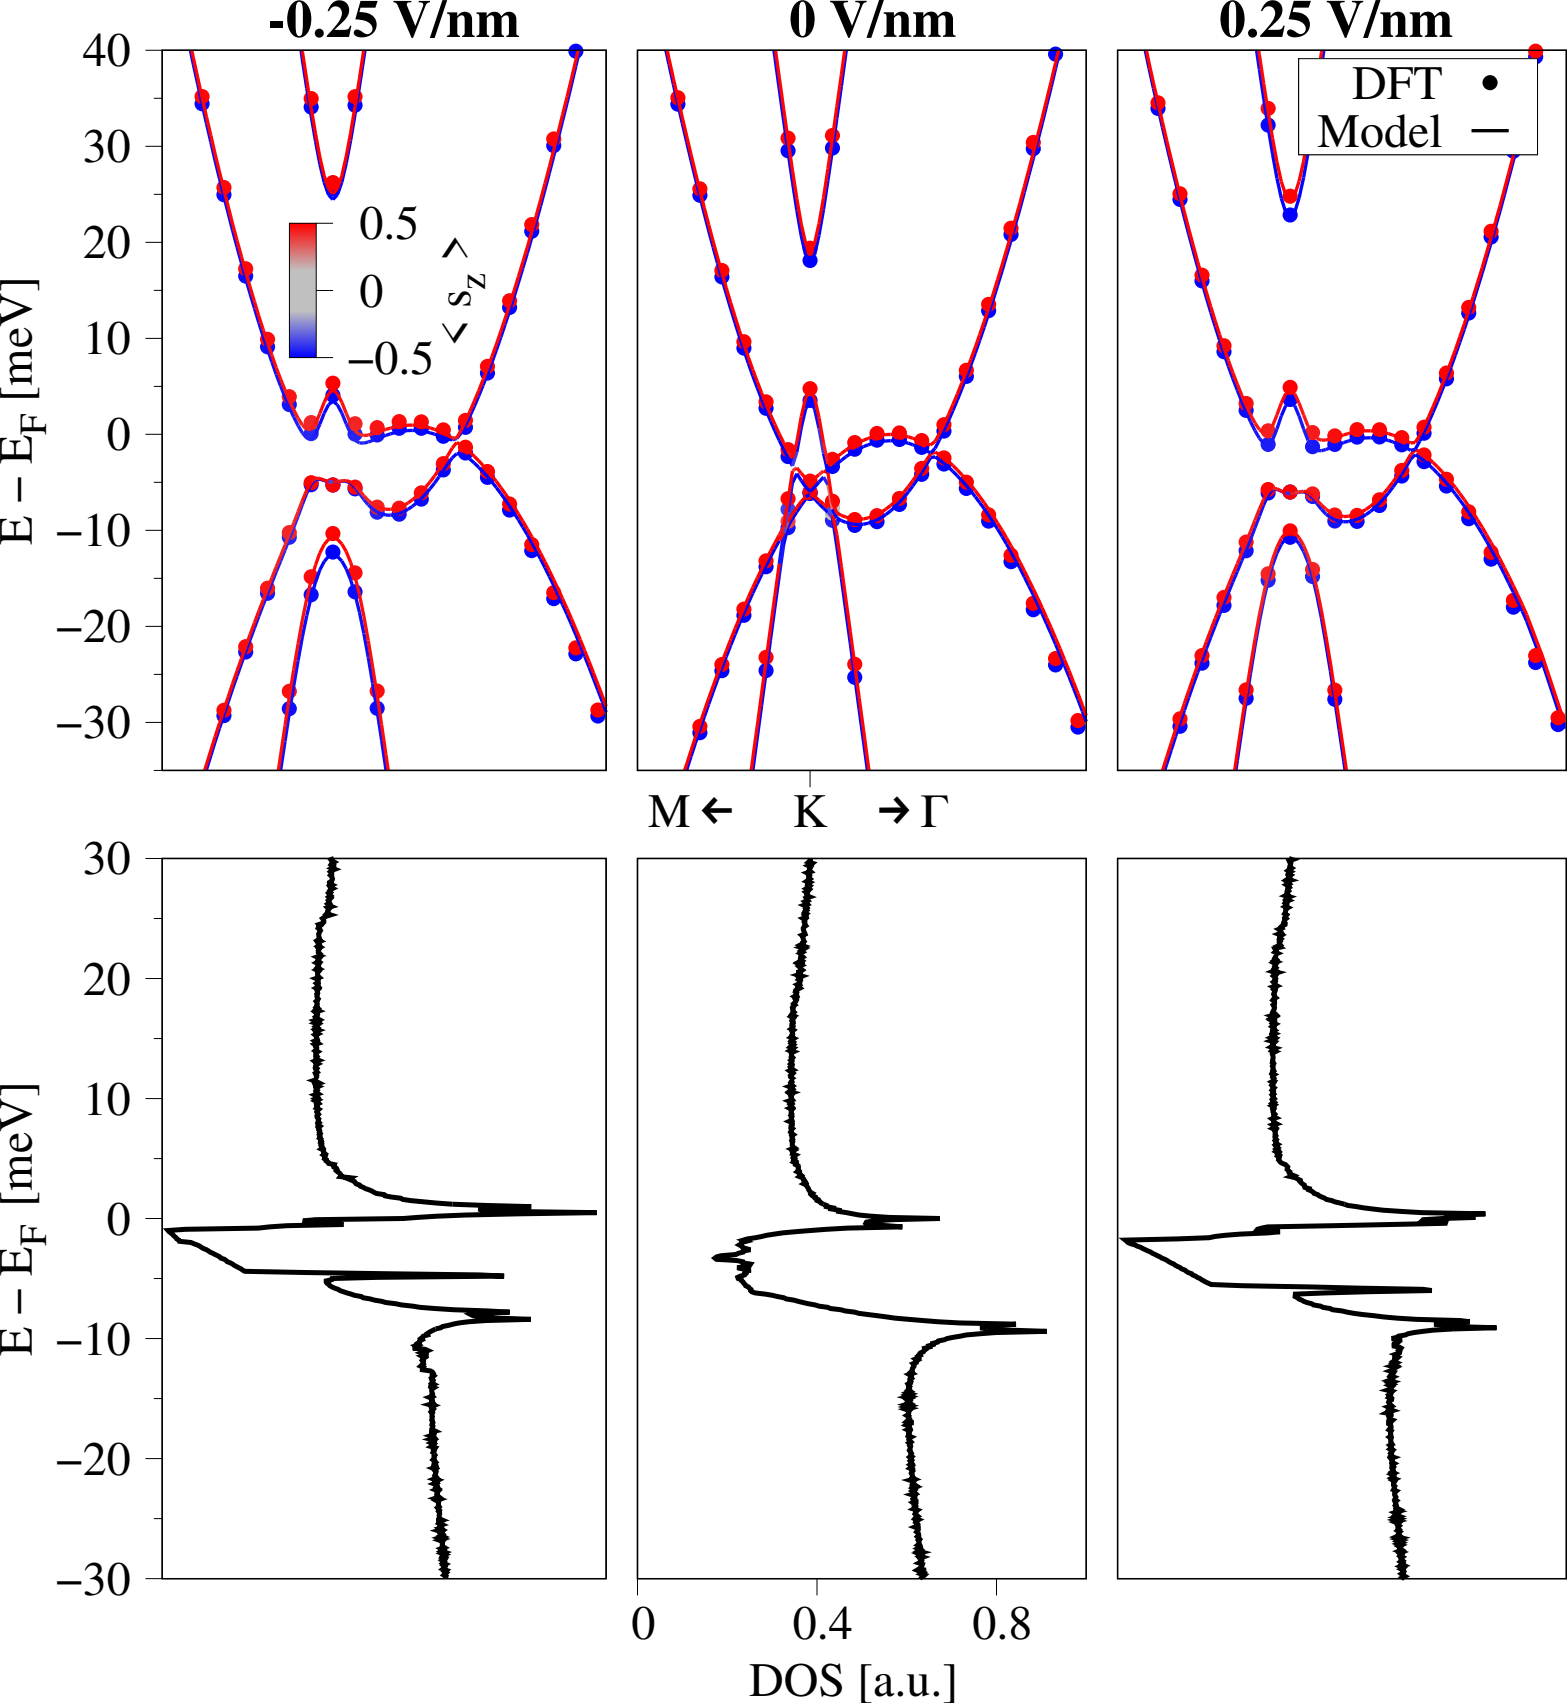 -0.25 V/nm
0 V/nm
0.25 V/nm
E − E_F [meV]
40
30
20
10
0
−10
−20
−30
0.5
0
−0.5
< s_z >
DFT
Model
M ← K → Γ
E − E_F [meV]
30
20
10
0
−10
−20
−30
0 0.4 0.8
DOS [a.u.]